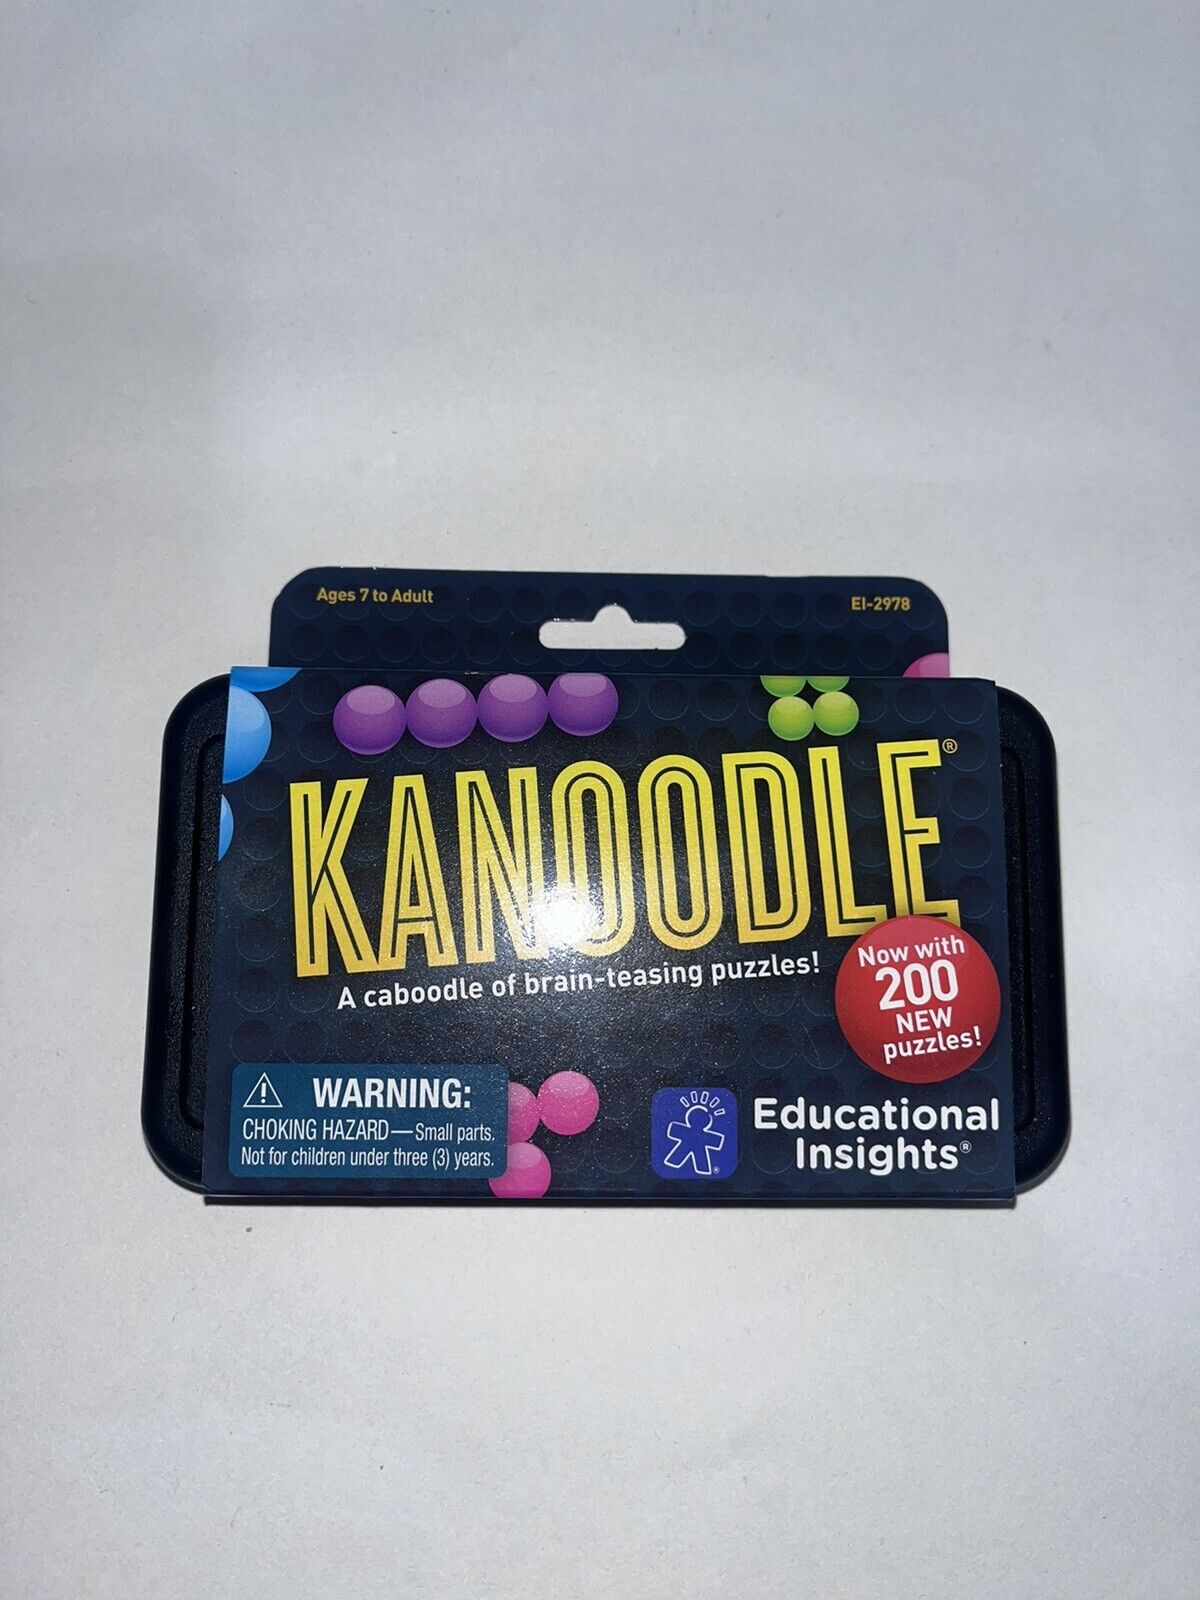 Ages 7 to Adult
EI-2978
KANOODLE®
A caboodle of brain-teasing puzzles!
Now with
200
NEW
puzzles!
WARNING:
CHOKING HAZARD—Small parts.
Not for children under three (3) years.
Educational
Insights®